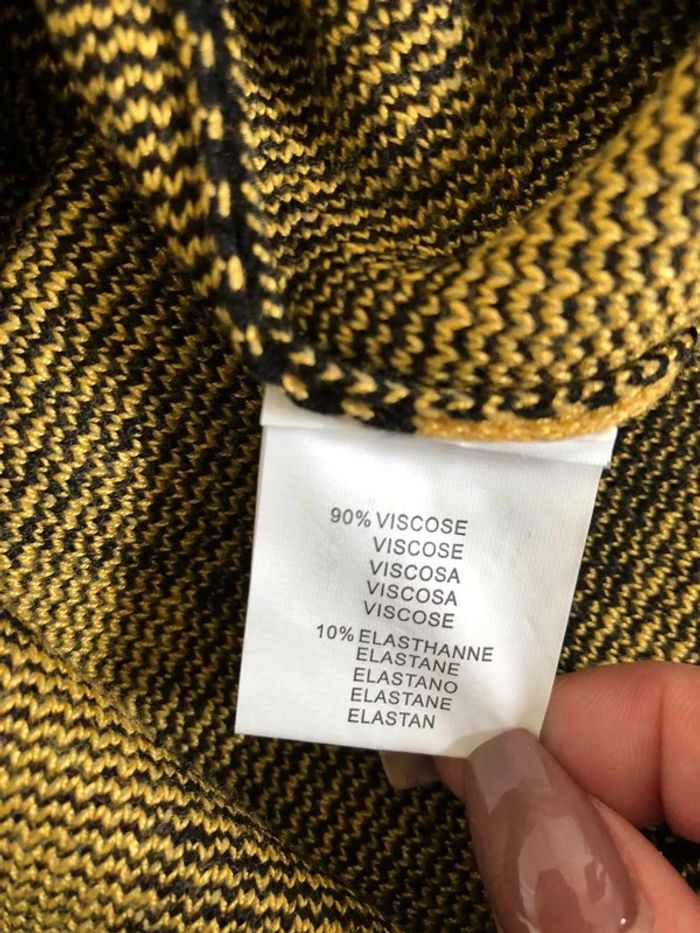 90% VISCOSE
VISCOSE
VISCOSA
VISCOSA
VISCOSE
10% ELASTHANNE
ELASTANE
ELASTANO
ELASTANE
ELASTAN